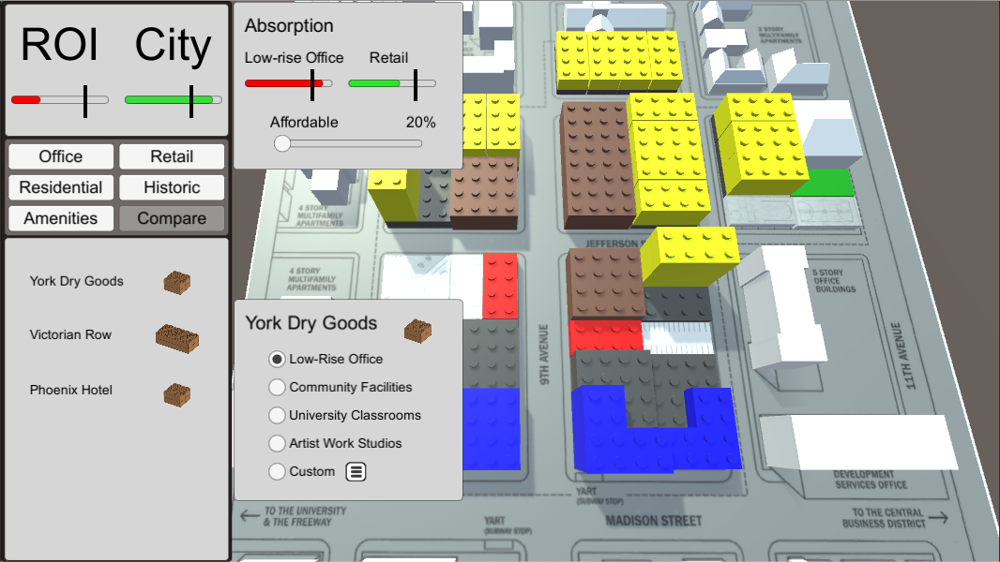 ROI City
Absorption
Low-rise Office Retail
Affordable 20%
Office Retail
Residential Historic
Amenities Compare
York Dry Goods
Victorian Row
Phoenix Hotel
York Dry Goods
Low-Rise Office
Community Facilities
University Classrooms
Artist Work Studios
Custom
3 STORY
MULTIFAMILY
APARTMENTS
4 STORY
MULTIFAMILY
APARTMENTS
JEFFERSON
4 STORY
MULTIFAMILY
APARTMENTS
5 STORY
OFFICE
BUILDINGS
9TH AVENUE
11TH AVENUE
DEVELOPMENT
SERVICES OFFICE
YART
(SUBWAY STOP)
TO THE UNIVERSITY
& THE FREEWAY
YART
(SUBWAY STOP)
MADISON STREET
TO THE CENTRAL
BUSINESS DISTRICT